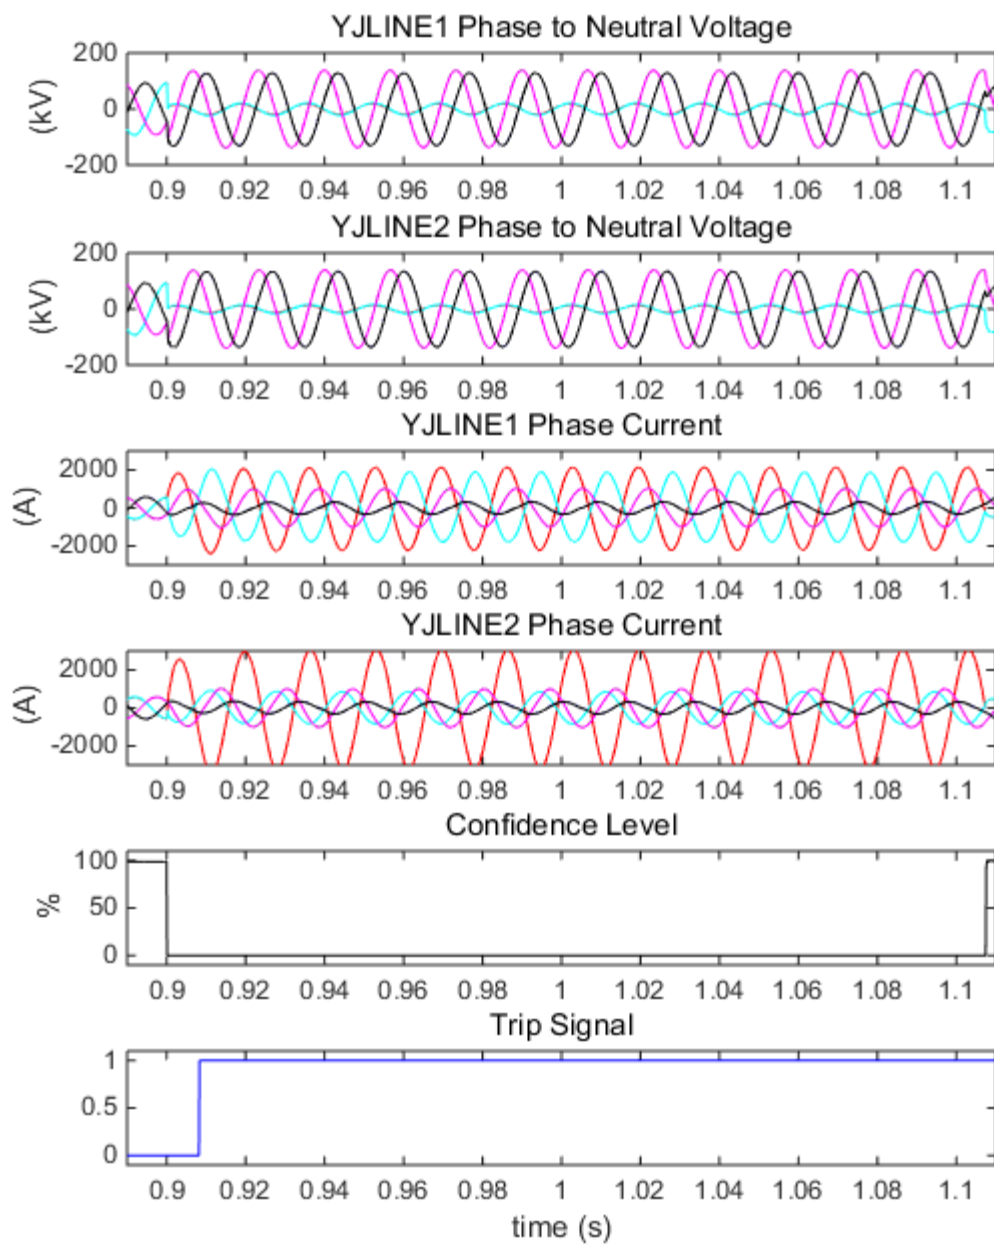 YJLINE1 Phase to Neutral Voltage
200
0
-200
(kV)
0.9 0.92 0.94 0.96 0.98 1 1.02 1.04 1.06 1.08 1.1
YJLINE2 Phase to Neutral Voltage
200
0
-200
(kV)
0.9 0.92 0.94 0.96 0.98 1 1.02 1.04 1.06 1.08 1.1
YJLINE1 Phase Current
2000
0
-2000
(A)
0.9 0.92 0.94 0.96 0.98 1 1.02 1.04 1.06 1.08 1.1
YJLINE2 Phase Current
2000
0
-2000
(A)
0.9 0.92 0.94 0.96 0.98 1 1.02 1.04 1.06 1.08 1.1
Confidence Level
100
50
0
%
0.9 0.92 0.94 0.96 0.98 1 1.02 1.04 1.06 1.08 1.1
Trip Signal
1
0.5
0
0.9 0.92 0.94 0.96 0.98 1 1.02 1.04 1.06 1.08 1.1
time (s)